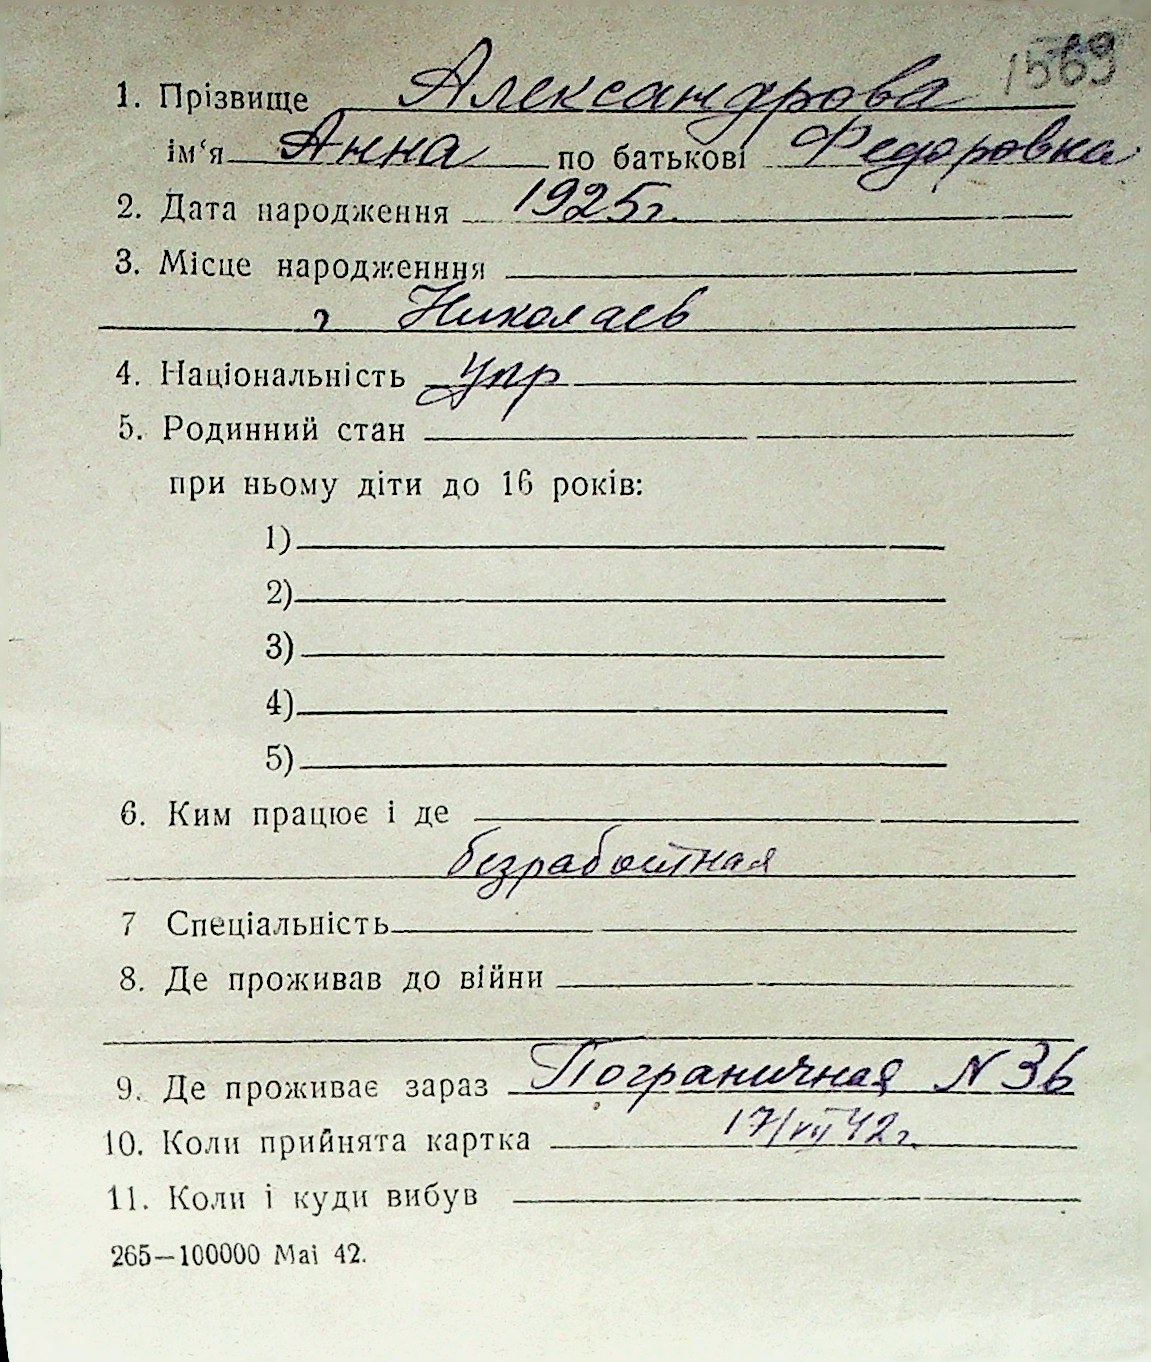 1569
1. Прізвище Александрова
ім‘я Анна по батькові Федоровна
2. Дата народження 1925г.
3. Місце народженння
г Николаев
4. Національність укр
5. Родинний стан
при ньому діти до 16 років:
1)
2)
3)
4)
5)
6. Ким працює і де
безработная
7 Спеціальність
8. Де проживав до війни
9. Де проживає зараз Пограничная N 36
10. Коли прийнята картка 17/VII 42г.
11. Коли і куди вибув
265—100000 Маі 42.